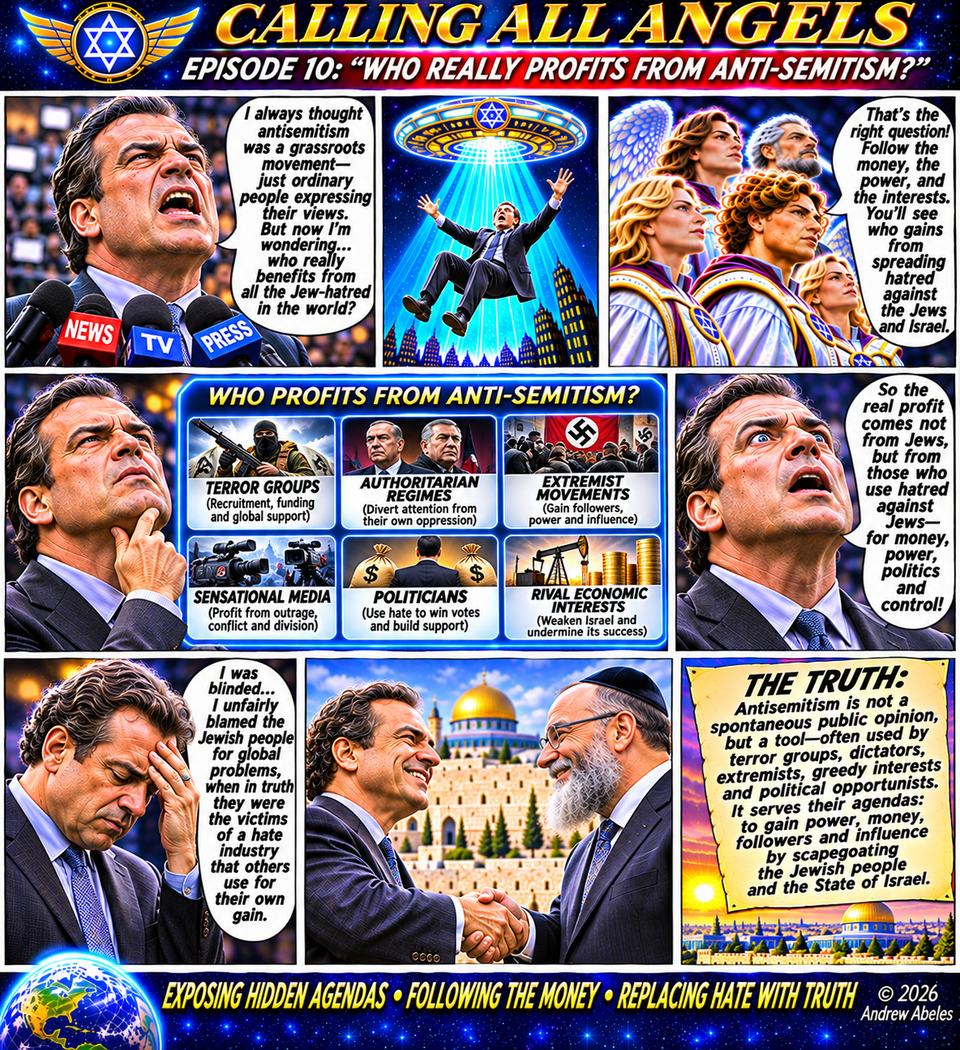 CALLING ALL ANGELS
EPISODE 10: “WHO REALLY PROFITS FROM ANTI-SEMITISM?”
I always thought
antisemitism
was a grassroots
movement—
just ordinary
people expressing
their views.
But now I'm
wondering...
who really
benefits from
all the Jew-hatred
in the world?
NEWS
TV
PRESS
That's the
right question!
Follow the
money, the
power, and
the interests.
You'll see
who gains
from
spreading
hatred
against
the Jews
and Israel.
WHO PROFITS FROM ANTI-SEMITISM?
TERROR GROUPS
(Recruitment, funding
and global support)
AUTHORITARIAN
REGIMES
(Divert attention from
their own oppression)
EXTREMIST
MOVEMENTS
(Gain followers,
power and influence)
SENSATIONAL MEDIA
(Profit from outrage,
conflict and division)
$ $
POLITICIANS
(Use hate to win votes
and build support)
RIVAL ECONOMIC
INTERESTS
(Weaken Israel and
undermine its success)
So the
real profit
comes not
from Jews,
but from
those who
use hatred
against
Jews—
for money,
power,
politics
and
control!
I was
blinded...
I unfairly
blamed the
Jewish people
for global
problems,
when in truth
they were
the victims
of a hate
industry
that others
use for
their own
gain.
THE TRUTH:
Antisemitism is not a
spontaneous public opinion,
but a tool—often used by
terror groups, dictators,
extremists, greedy interests
and political opportunists.
It serves their agendas:
to gain power, money,
followers and influence
by scapegoating
the Jewish people
and the State of Israel.
EXPOSING HIDDEN AGENDAS • FOLLOWING THE MONEY • REPLACING HATE WITH TRUTH
© 2026
Andrew Abeles